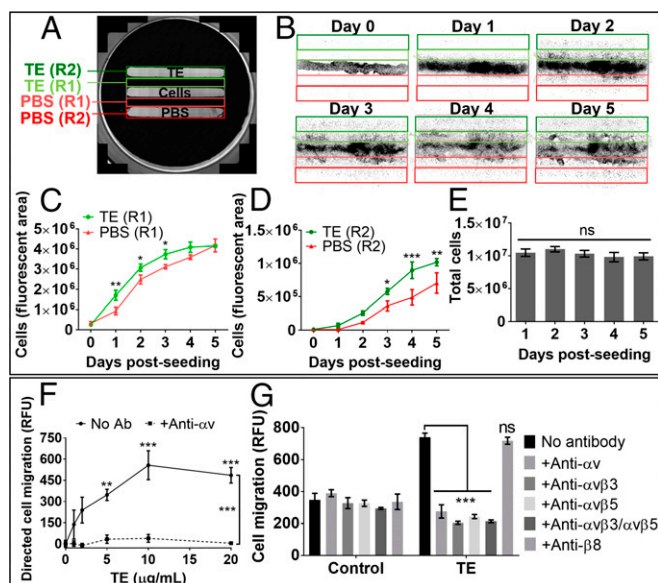 A
TE (R2)
TE (R1)
PBS (R1)
PBS (R2)
TE
Cells
PBS
B
Day 0 Day 1 Day 2
Day 3 Day 4 Day 5
C
TE (R1)
PBS (R1)
Cells (fluorescent area)
5×10⁶
4×10⁶
3×10⁶
2×10⁶
1×10⁶
0
** * *
0 1 2 3 4 5
Days post-seeding
D
TE (R2)
PBS (R2)
Cells (fluorescent area)
1×10⁶
5×10⁵
0
* *** **
0 1 2 3 4 5
Days post-seeding
E
Total cells
1.5×10⁷
1×10⁷
5×10⁶
0
ns
1 2 3 4 5
Days post-seeding
F
No Ab +Anti-αv
Directed cell migration (RFU)
750
600
450
300
150
0
** *** ***
***
0 5 10 15 20
TE (μg/mL)
G
Cell migration (RFU)
800
600
400
200
0
***
ns
Control TE
No antibody
+Anti-αv
+Anti-αvβ3
+Anti-αvβ5
+Anti-αvβ3/αvβ5
+Anti-β8